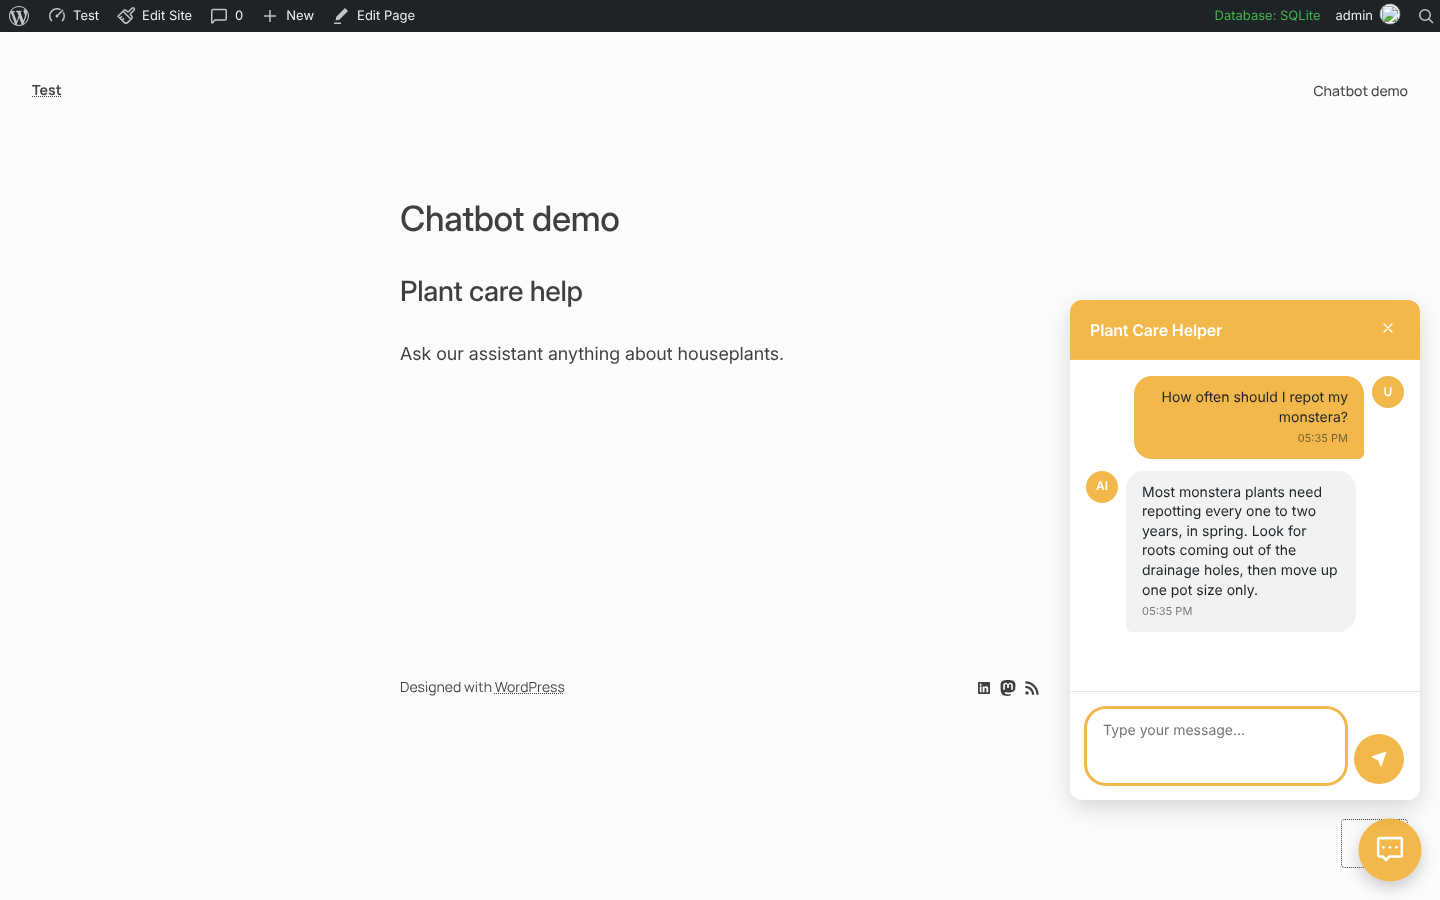 Test
Edit Site
0
New
Edit Page
Database: SQLite
admin
Test
Chatbot demo
Chatbot demo
Plant care help
Ask our assistant anything about houseplants.
Plant Care Helper
How often should I repot my
monstera?
05:35 PM
U
AI
Most monstera plants need
repotting every one to two
years, in spring. Look for
roots coming out of the
drainage holes, then move up
one pot size only.
05:35 PM
Type your message...
Designed with WordPress